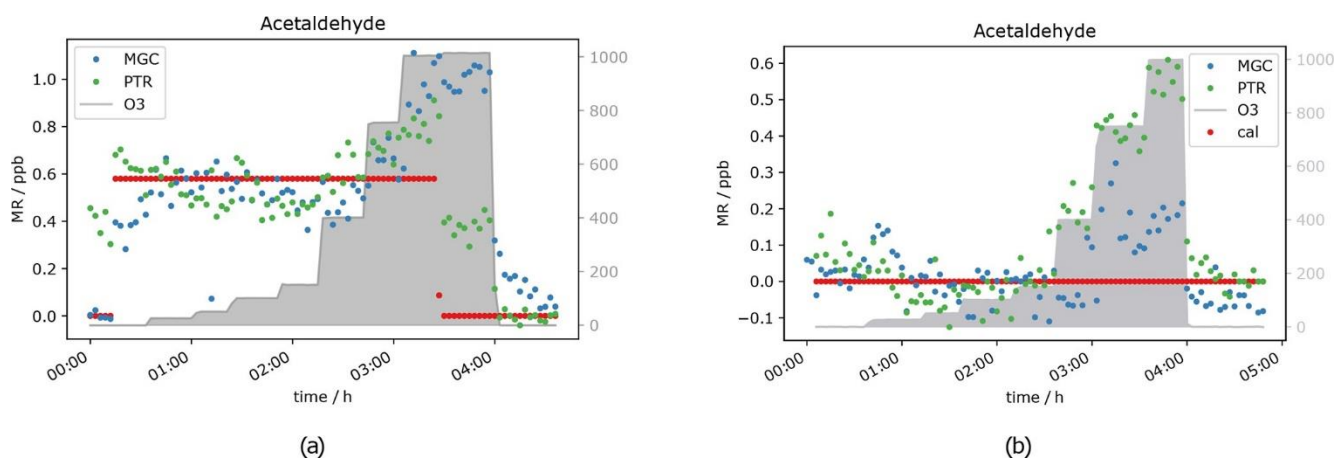 Acetaldehyde
MGC
PTR
O3
1.0
0.8
0.6
0.4
0.2
0.0
MR / ppb
1000
800
600
400
200
0
00:00
01:00
02:00
03:00
04:00
time / h
(a)
Acetaldehyde
MGC
PTR
O3
cal
0.6
0.5
0.4
0.3
0.2
0.1
0.0
−0.1
MR / ppb
1000
800
600
400
200
0
00:00
01:00
02:00
03:00
04:00
05:00
time / h
(b)